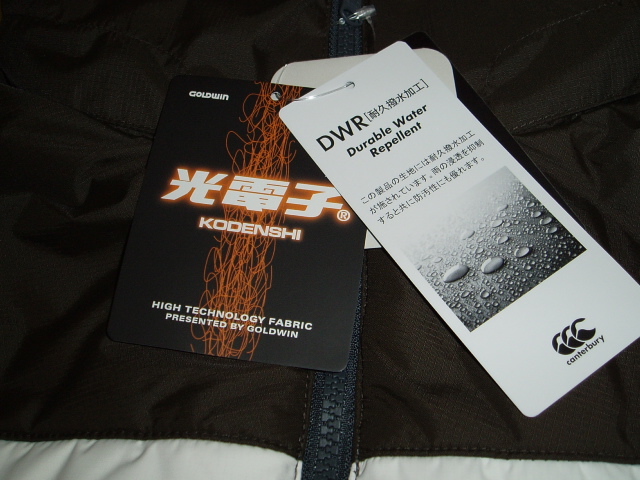 GOLDWIN
光電子®
KODENSHI
HIGH TECHNOLOGY FABRIC
PRESENTED BY GOLDWIN
DWR[耐久撥水加工]
Durable Water
Repellent
この製品の生地には耐久撥水加工
が施されています。雨の浸透を抑制
すると共に防汚性にも優れます。
canterbury